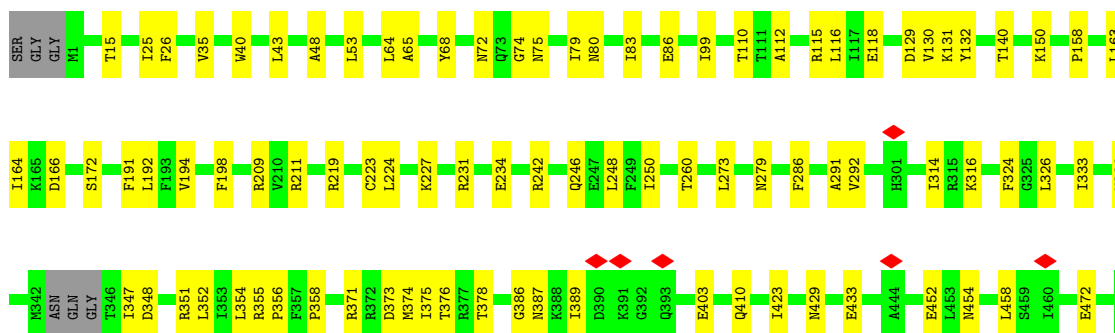 SER GLY GLY M1 T15 I25 F26 V35 W40 L43 A48 L53 L64 A65 Y68 N72 Q73 G74 N75 I79 N80 I83 E86 I99 T110 T111 A112 R115 L116 I117 E118 D129 V130 K131 Y132 T140 K150 P158 L163
I164 K165 D166 S172 F191 L192 F193 V194 F198 R209 V210 R211 R219 C223 L224 K227 R231 E234 R242 Q246 E247 L248 F249 I250 T260 L273 N279 F286 A291 V292 H301 I314 R315 K316 F324 G325 L326 I333
M342 ASN GLN GLY T346 I347 D348 R351 L352 I353 L354 R355 P356 F357 P358 R371 R372 D373 M374 I375 T376 R377 T378 G386 N387 K388 I389 D390 K391 G392 Q393 E403 Q410 I423 N429 E433 A444 E452 L453 N454 L458 S459 I460 E472